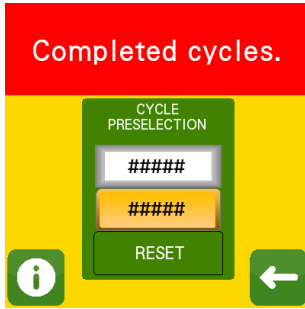 Completed cycles.
CYCLE
PRESELECTION
#####
#####
RESET
i